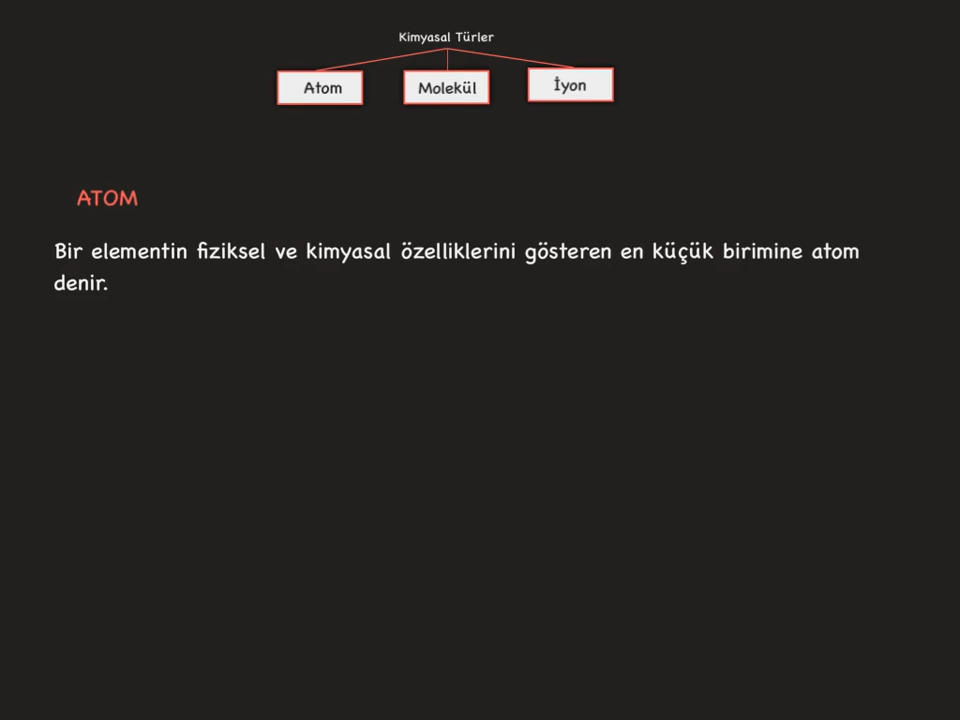 Kimyasal Türler
Atom
Molekül
İyon
ATOM
Bir elementin fiziksel ve kimyasal özelliklerini gösteren en küçük birimine atom
denir.